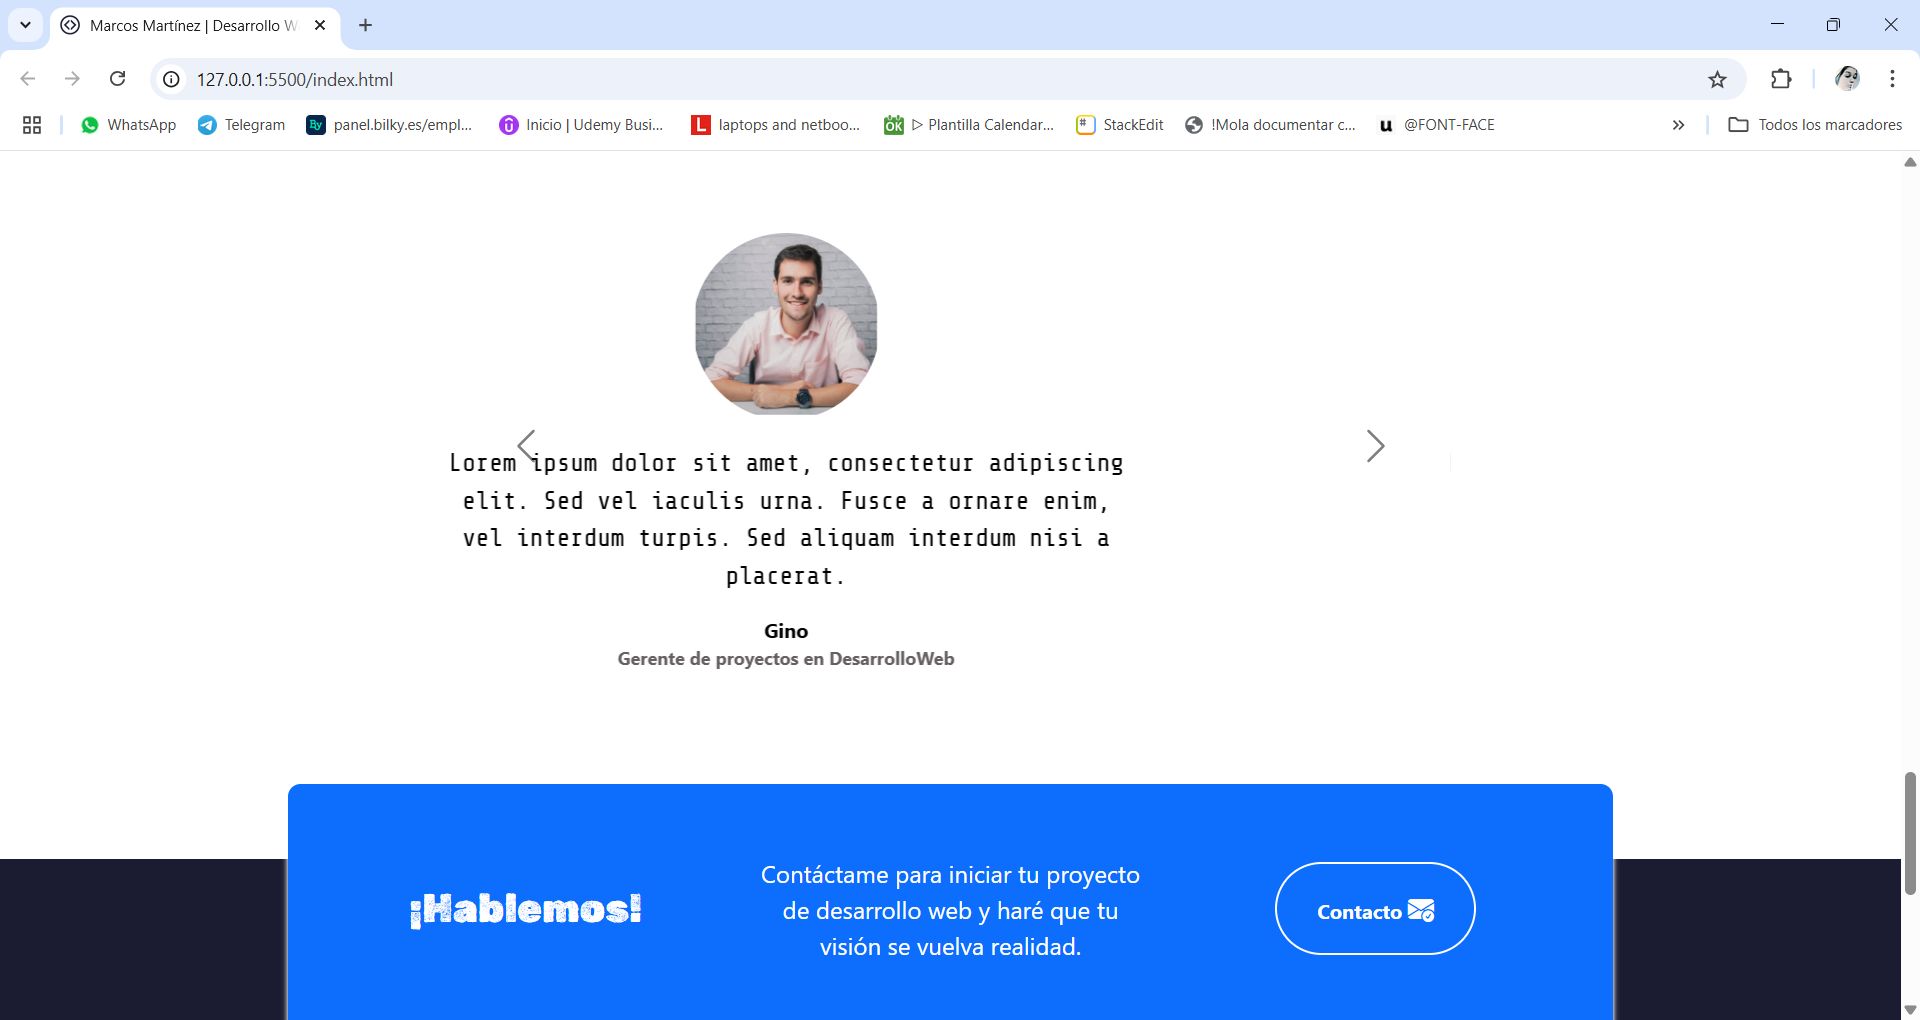 Marcos Martínez | Desarrollo W
127.0.0.1:5500/index.html
WhatsApp
Telegram
By
panel.bilky.es/empl...
Inicio | Udemy Busi...
L
laptops and netboo...
OK
▷ Plantilla Calendar...
#
StackEdit
!Mola documentar c...
u
@FONT-FACE
»
Todos los marcadores
Lorem ipsum dolor sit amet, consectetur adipiscing
elit. Sed vel iaculis urna. Fusce a ornare enim,
vel interdum turpis. Sed aliquam interdum nisi a
placerat.
Gino
Gerente de proyectos en DesarrolloWeb
¡Hablemos!
Contáctame para iniciar tu proyecto
de desarrollo web y haré que tu
visión se vuelva realidad.
Contacto